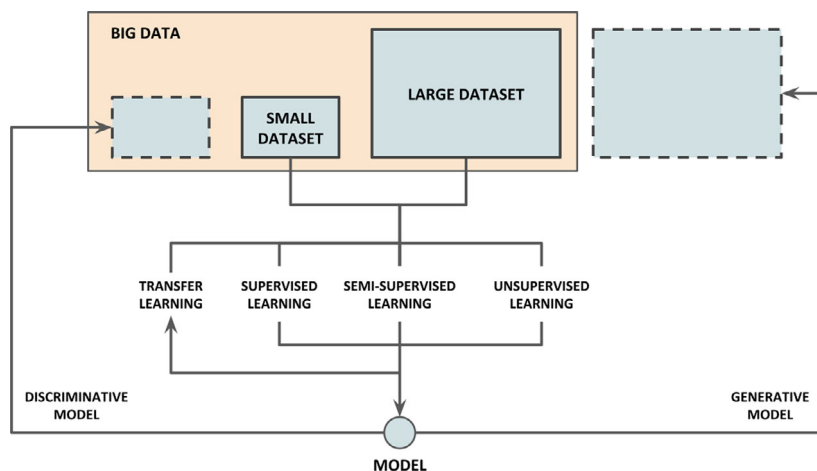 BIG DATA
SMALL
DATASET
LARGE DATASET
TRANSFER
LEARNING
SUPERVISED
LEARNING
SEMI-SUPERVISED
LEARNING
UNSUPERVISED
LEARNING
DISCRIMINATIVE
MODEL
GENERATIVE
MODEL
MODEL